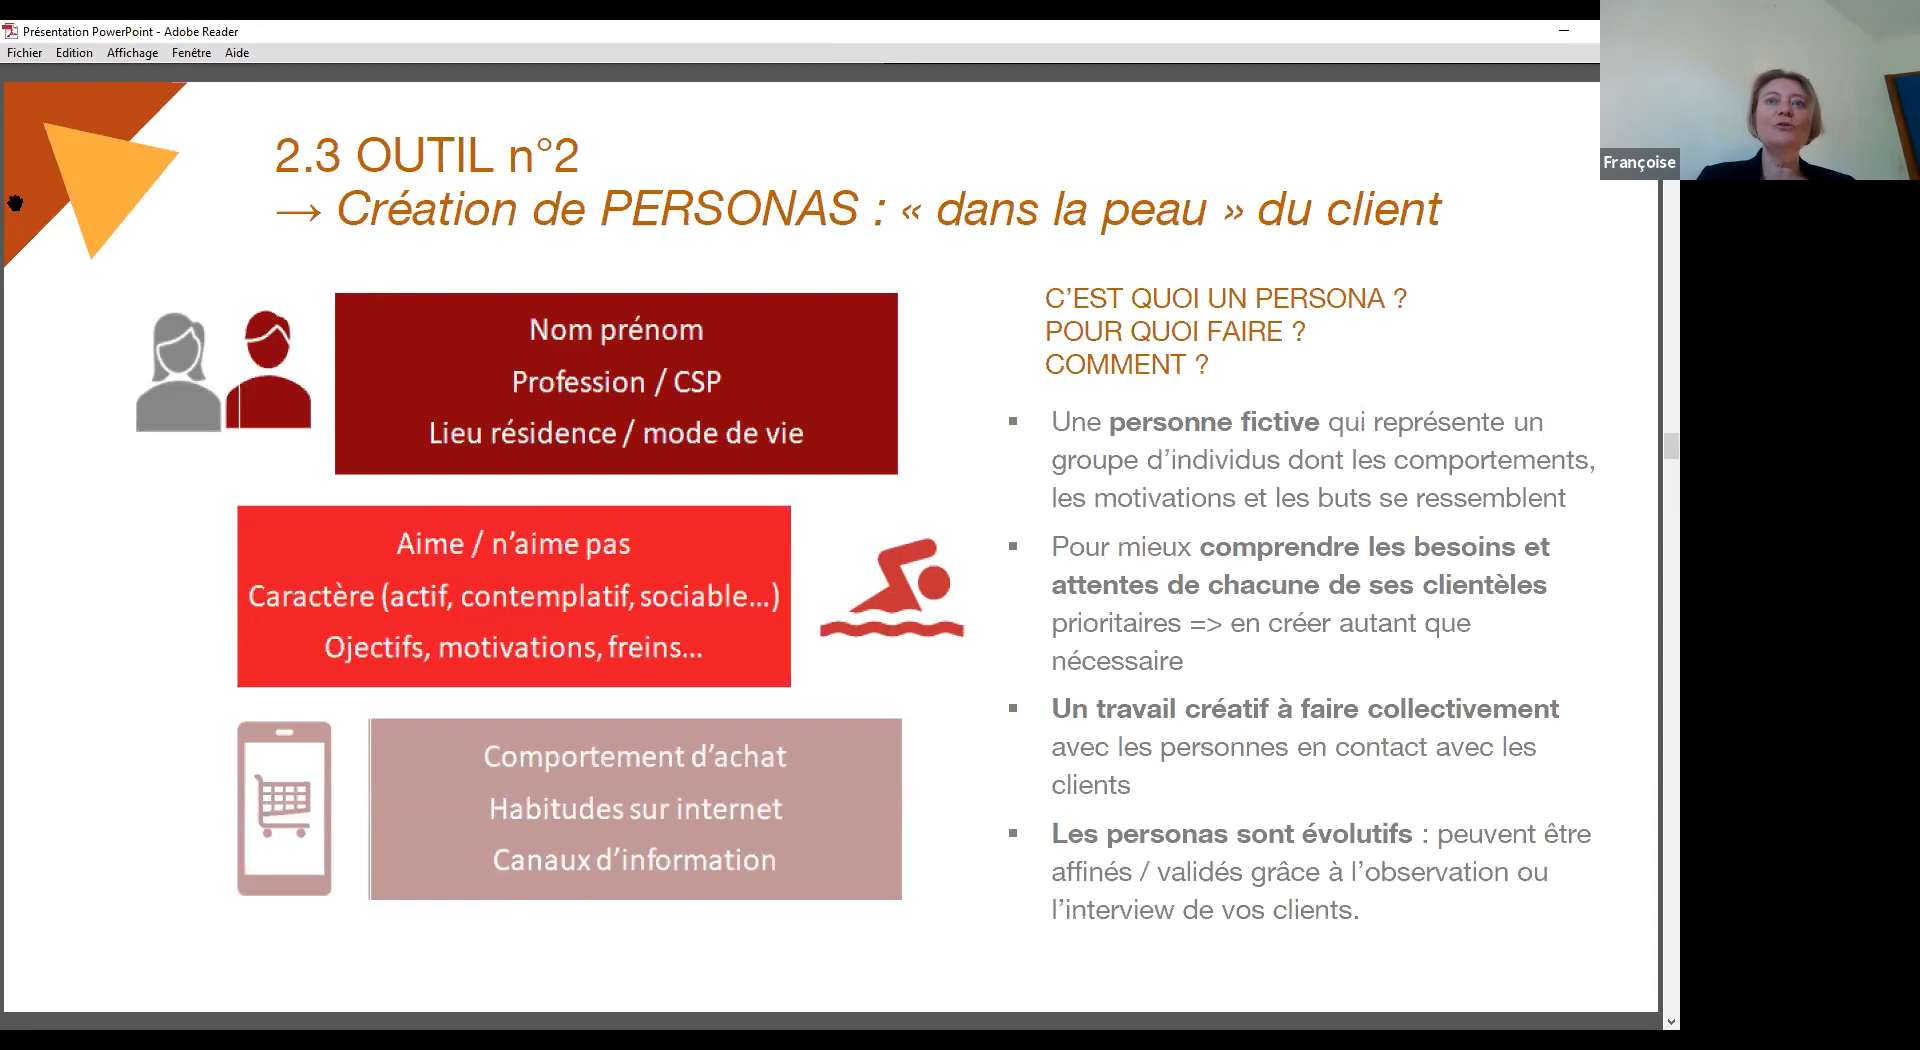 Présentation PowerPoint - Adobe Reader
Fichier Edition Affichage Fenêtre Aide
Françoise
2.3 OUTIL n°2
→ Création de PERSONAS : « dans la peau » du client
Nom prénom
Profession / CSP
Lieu résidence / mode de vie
Aime / n’aime pas
Caractère (actif, contemplatif, sociable...)
Ojectifs, motivations, freins...
Comportement d’achat
Habitudes sur internet
Canaux d’information
C’EST QUOI UN PERSONA ?
POUR QUOI FAIRE ?
COMMENT ?
▪ Une personne fictive qui représente un
groupe d’individus dont les comportements,
les motivations et les buts se ressemblent
▪ Pour mieux comprendre les besoins et
attentes de chacune de ses clientèles
prioritaires => en créer autant que
nécessaire
▪ Un travail créatif à faire collectivement
avec les personnes en contact avec les
clients
▪ Les personas sont évolutifs : peuvent être
affinés / validés grâce à l’observation ou
l’interview de vos clients.